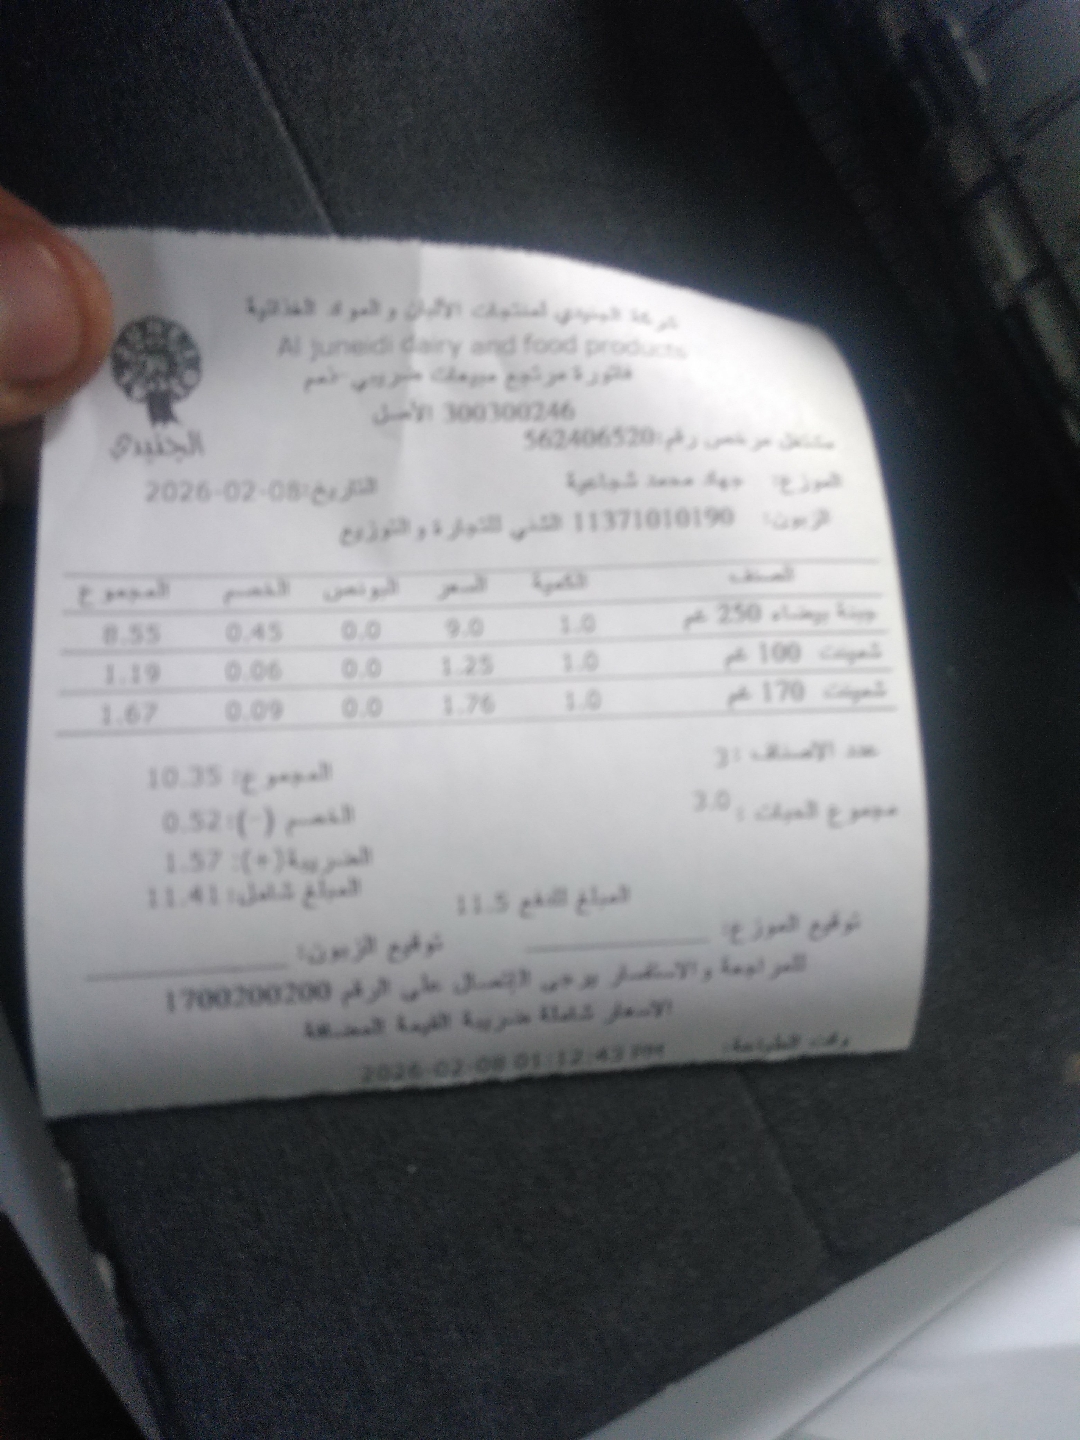 شركة الجنيدي لمنتجات الألبان و المواد الغذائية
Al juneidi dairy and food products
فاتورة مرتجع مبيعات ضريبي-ذمم
300300246 الأصل
الجنيدي
مشتغل مرخص رقم:562406520
الموزع: جهاد محمد شجاعية التاريخ:2026-02-08
الزبون: 11371010190 للتجارة و التوزيع
الصنف الكمية السعر البونص الخصم المجموع
جبنة بيضاء 250 غم 1.0 9.0 0.0 0.45 8.55
شمينت 100 غم 1.0 1.25 0.0 0.06 1.19
شمينت 170 غم 1.0 1.76 0.0 0.09 1.67
عدد الاصناف :3 المجموع: 10.35
مجموع الحبات : 3.0 الخصم (-):0.52
الضريبة(+): 1.57
المبلغ شامل:11.41
المبلغ للدفع 11.5
توقيع الموزع: توقيع الزبون:
للمراجعة والاستفسار يرجى الإتصال على الرقم 1700200200
الاسعار شاملة ضريبة القيمة المضافة
وقت الطباعة: 2026-02-08 01:12:43 PM